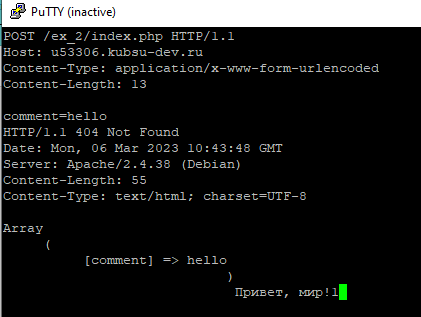 PuTTY (inactive)
POST /ex_2/index.php HTTP/1.1
Host: u53306.kubsu-dev.ru
Content-Type: application/x-www-form-urlencoded
Content-Length: 13

comment=hello
HTTP/1.1 404 Not Found
Date: Mon, 06 Mar 2023 10:43:48 GMT
Server: Apache/2.4.38 (Debian)
Content-Length: 55
Content-Type: text/html; charset=UTF-8

Array
(
[comment] => hello
)
Привет, мир!1